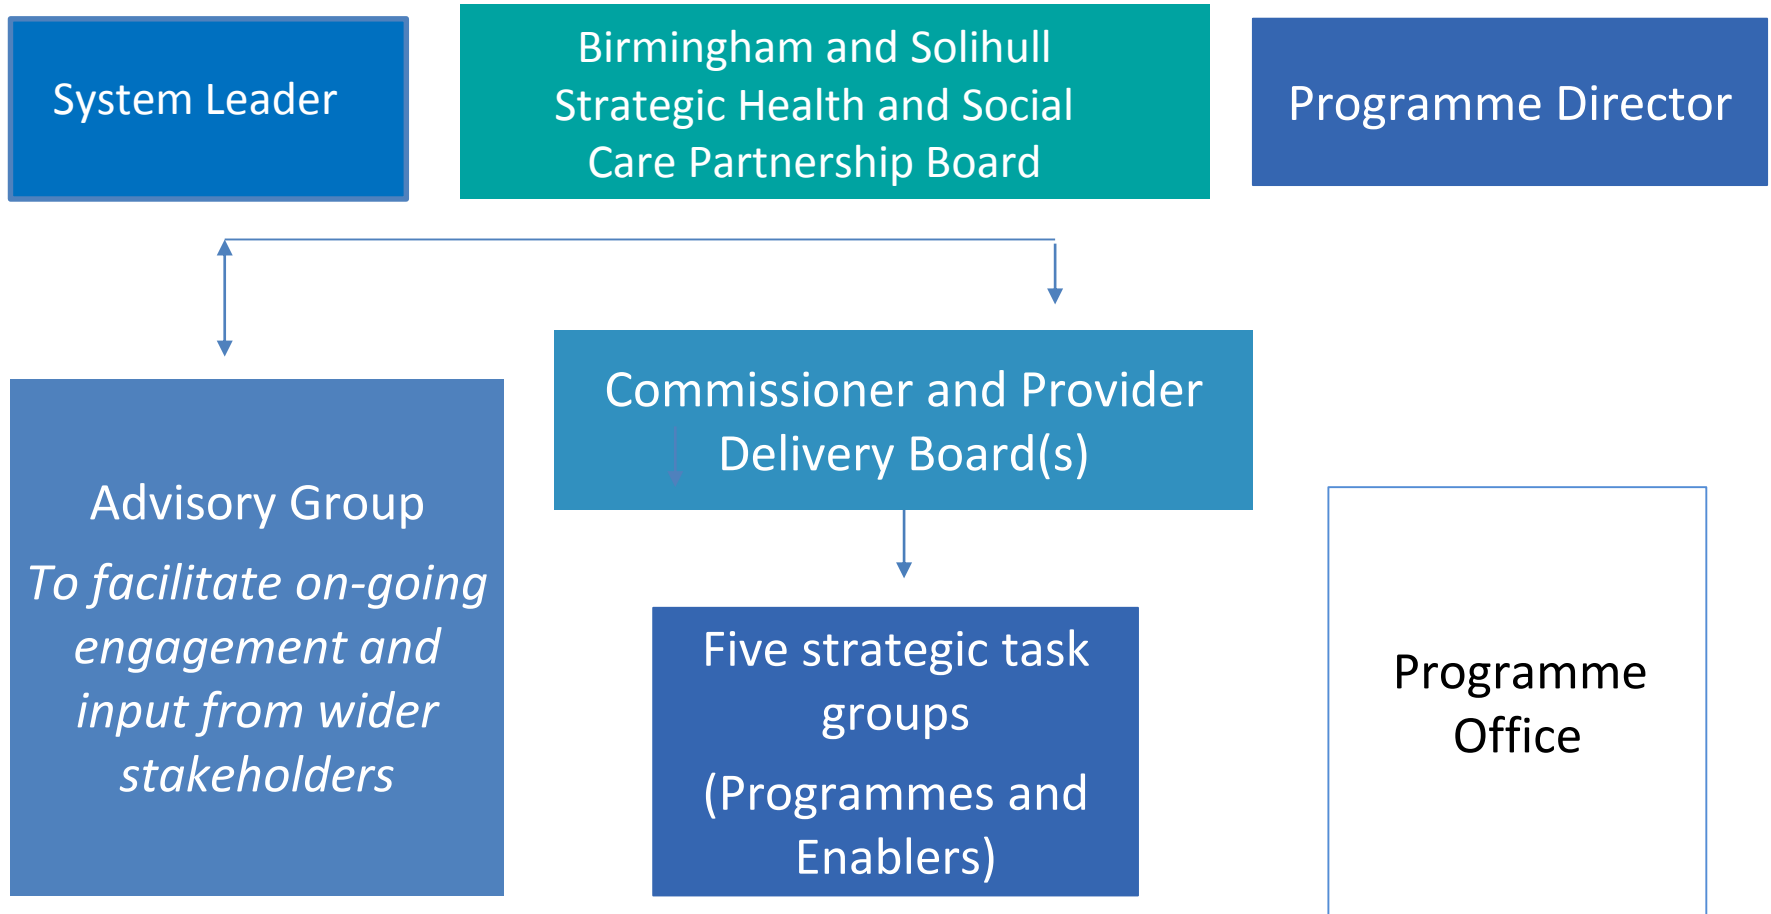 System Leader
Birmingham and Solihull
Strategic Health and Social
Care Partnership Board
Programme Director
Commissioner and Provider
Delivery Board(s)
Advisory Group
To facilitate on-going
engagement and
input from wider
stakeholders
Five strategic task
groups
(Programmes and
Enablers)
Programme
Office